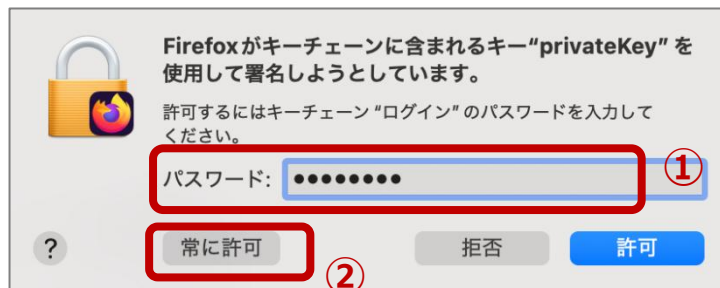 Firefoxがキーチェーンに含まれるキー“privateKey” を
使用して署名しようとしています。
許可するにはキーチェーン “ログイン” のパスワードを入力して
ください。
パスワード: ●●●●●●●●
①
? 常に許可 拒否 許可
②